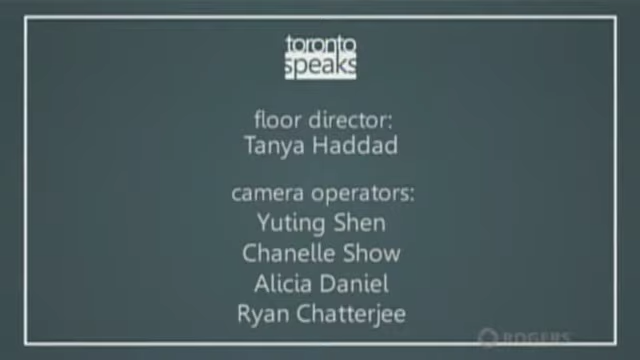 toronto
speaks
floor director:
Tanya Haddad
camera operators:
Yuting Shen
Chanelle Show
Alicia Daniel
Ryan Chatterjee
ROGERS